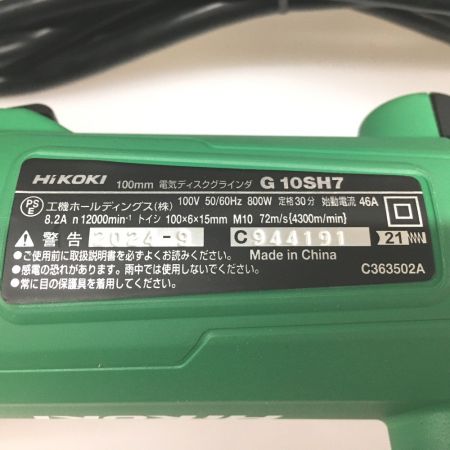 HiKOKI 100mm 電気ディスクグラインダ G 10SH7
PS E 工機ホールディングス(株) 100V 50/60Hz 800W 定格30分 始動電流 46A
8.2A n 12000min-1 トイシ 100×6×15mm M10 72m/s{4300m/min}
警告 2024-9 C 944191 21
●ご使用前に取扱説明書を必ずよくお読みください。 Made in China
●感電の恐れがあります。雨中では使用しないでください。 C363502A
●常に目の保護具を着用してください。
HiKOKI